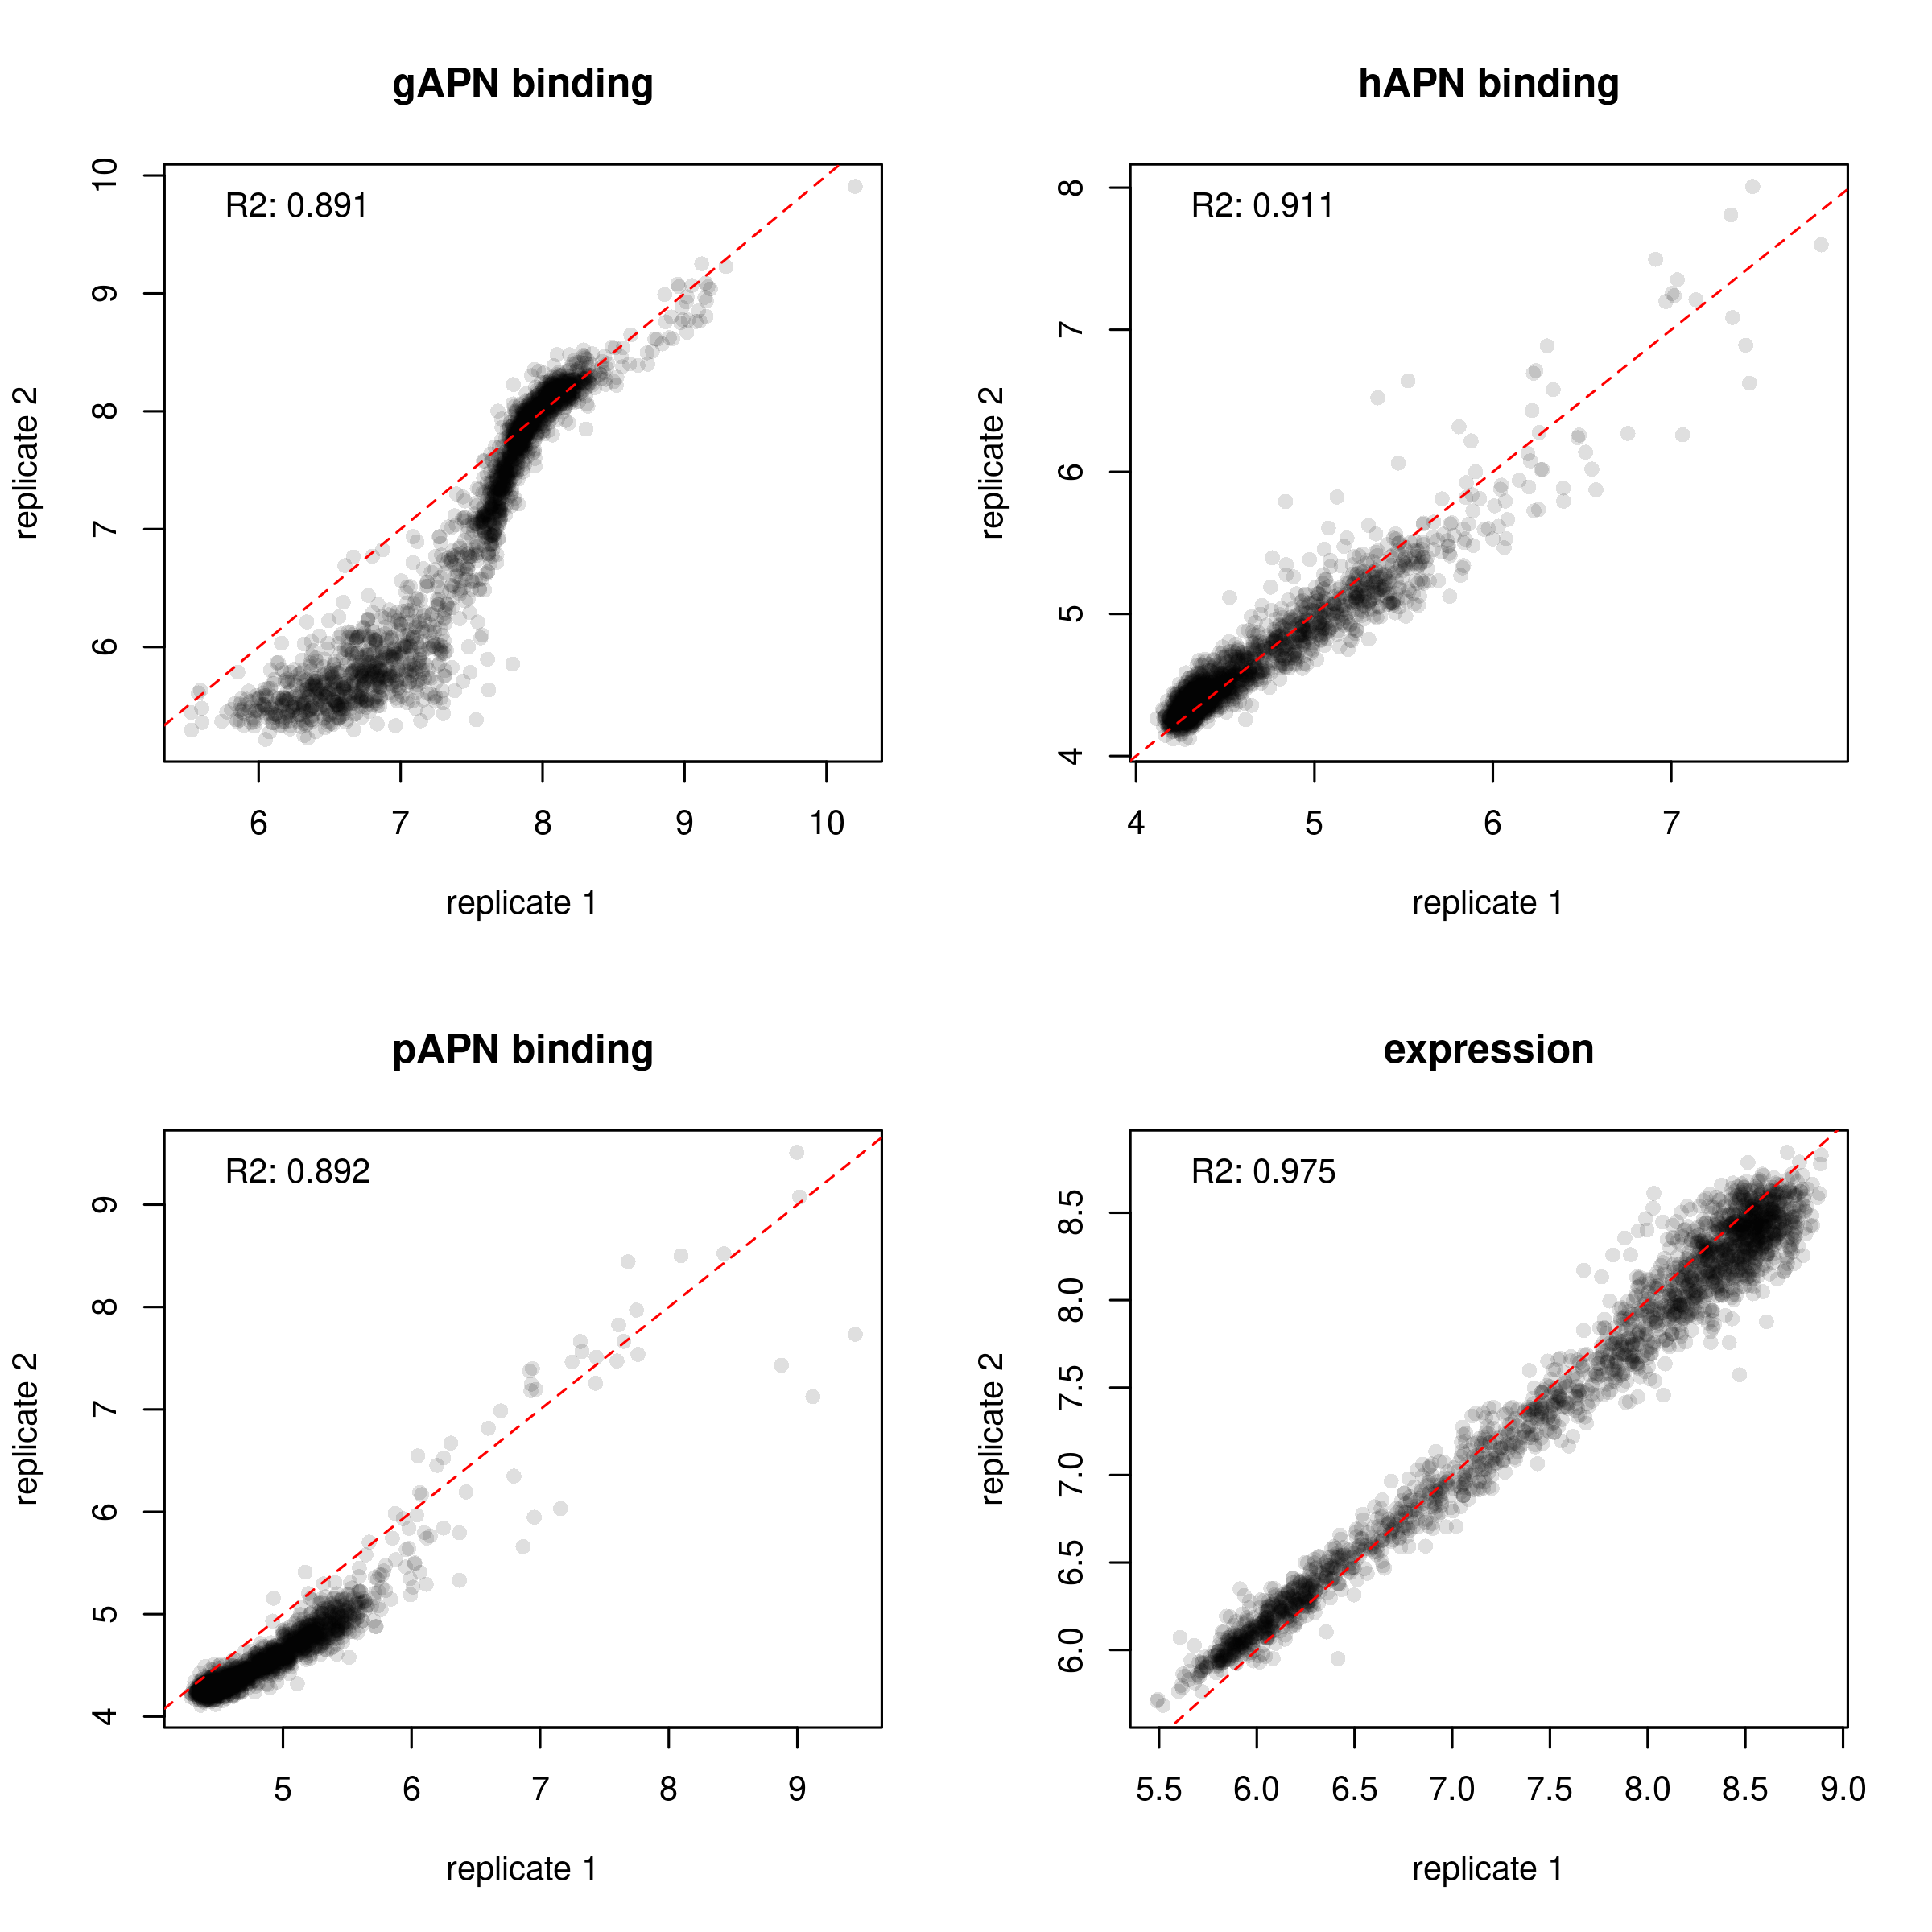 gAPN binding
R2: 0.891
replicate 2
10
9
8
7
6
6 7 8 9 10
replicate 1
hAPN binding
R2: 0.911
replicate 2
8
7
6
5
4
4 5 6 7
replicate 1
pAPN binding
R2: 0.892
replicate 2
9
8
7
6
5
4
5 6 7 8 9
replicate 1
expression
R2: 0.975
replicate 2
8.5
8.0
7.5
7.0
6.5
6.0
5.5 6.0 6.5 7.0 7.5 8.0 8.5 9.0
replicate 1